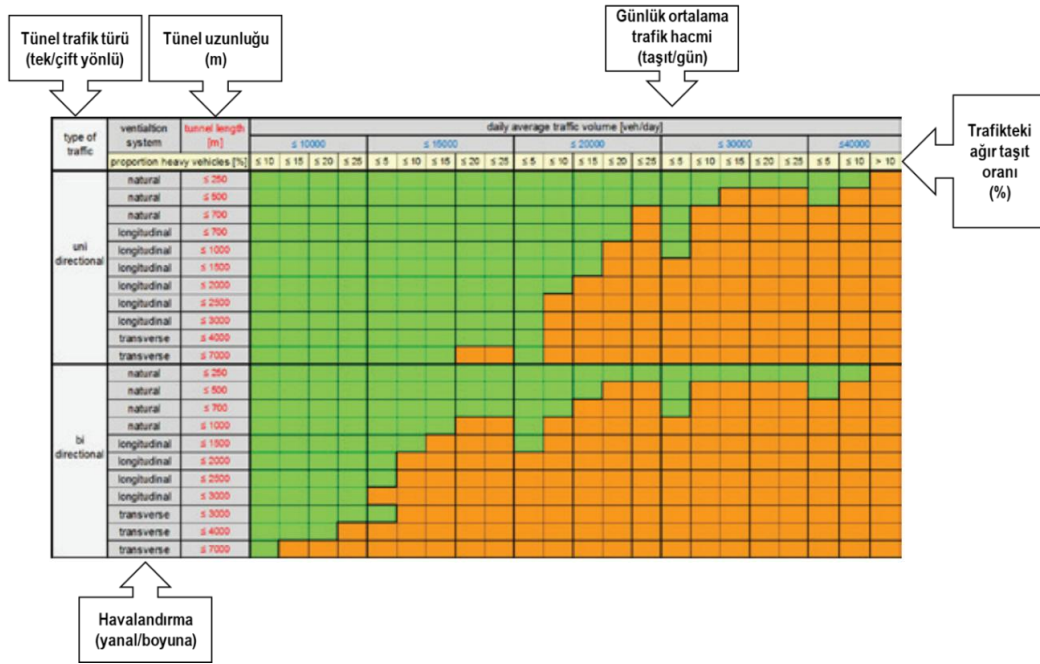 Tünel trafik türü
(tek/çift yönlü)
Tünel uzunluğu
(m)
Günlük ortalama
trafik hacmi
(taşıt/gün)
Trafikteki
ağır taşıt
oranı
(%)
type of traffic ventialtion system tunnel length [m] daily average traffic volume [veh/day]
≤ 10000 ≤ 15000 ≤ 20000 ≤ 30000 ≤40000
proportion heavy vehicles [%] ≤ 10 ≤ 15 ≤ 20 ≤ 25 ≤ 5 ≤ 10 ≤ 15 ≤ 20 ≤ 25 ≤ 5 ≤ 10 ≤ 15 ≤ 20 ≤ 25 ≤ 5 ≤ 10 ≤ 15 ≤ 20 ≤ 25 ≤ 5 ≤ 10 > 10
uni directional
natural ≤ 250
natural ≤ 500
natural ≤ 700
longitudinal ≤ 700
longitudinal ≤ 1000
longitudinal ≤ 1500
longitudinal ≤ 2000
longitudinal ≤ 2500
longitudinal ≤ 3000
transverse ≤ 4000
transverse ≤ 7000
bi directional
natural ≤ 250
natural ≤ 500
natural ≤ 700
natural ≤ 1000
longitudinal ≤ 1500
longitudinal ≤ 2000
longitudinal ≤ 2500
longitudinal ≤ 3000
transverse ≤ 3000
transverse ≤ 4000
transverse ≤ 7000
Havalandırma
(yanal/boyuna)